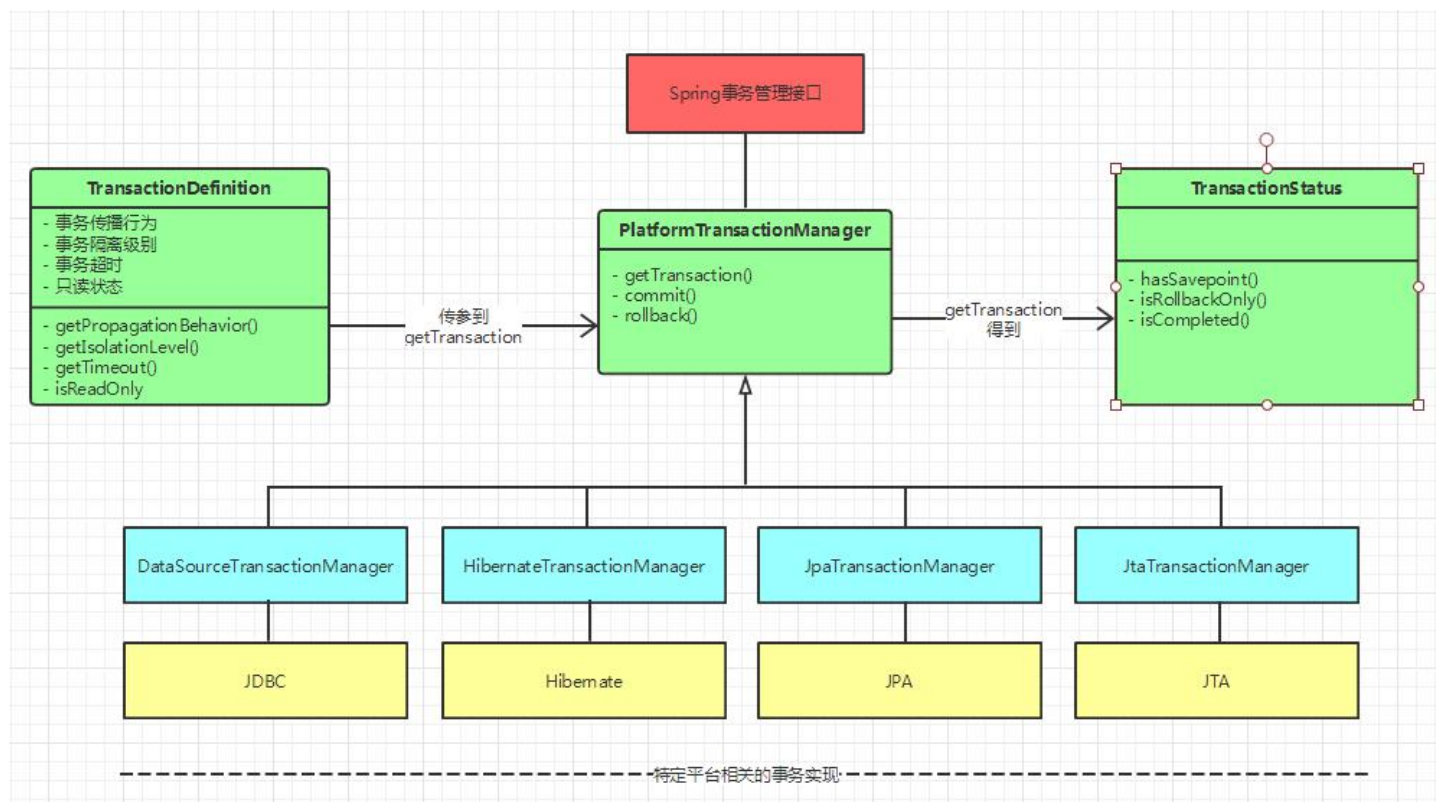 Spring事务管理接口
TransactionDefinition
- 事务传播行为
- 事务隔离级别
- 事务超时
- 只读状态
- getPropagationBehavior()
- getIsolationLevel()
- getTimeout()
- isReadOnly
传参到
getTransaction
PlatformTransactionManager
- getTransaction()
- commit()
- rollback()
getTransaction
得到
TransactionStatus
- hasSavepoint()
- isRollbackOnly()
- isCompleted()
DataSourceTransactionManager
HibernateTransactionManager
JpaTransactionManager
JtaTransactionManager
JDBC
Hibernate
JPA
JTA
特定平台相关的事务实现